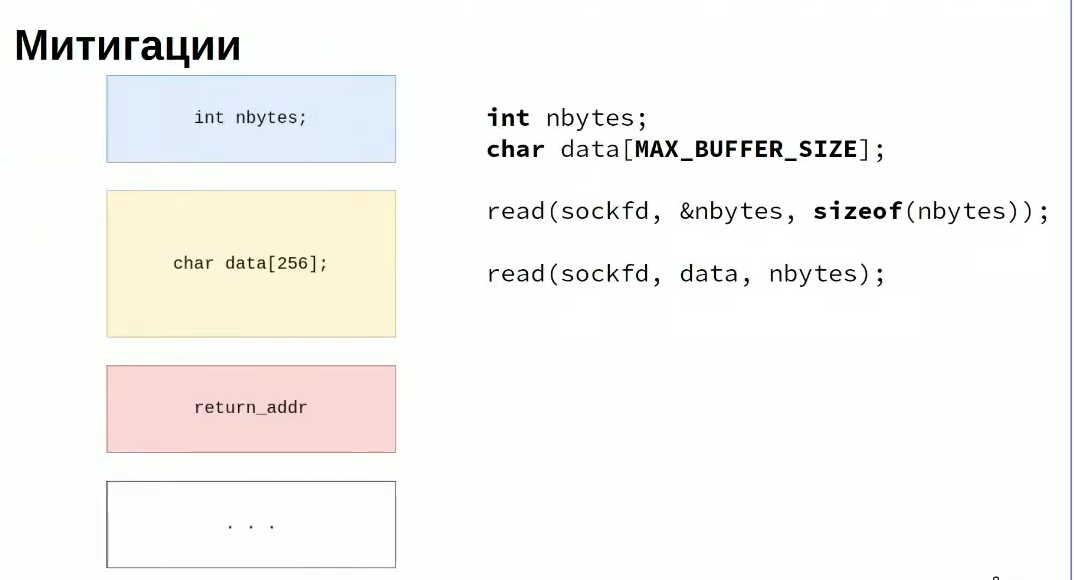 Митигации
int nbytes;
char data[256];
return_addr
. . .
int nbytes;
char data[MAX_BUFFER_SIZE];
read(sockfd, &nbytes, sizeof(nbytes));
read(sockfd, data, nbytes);